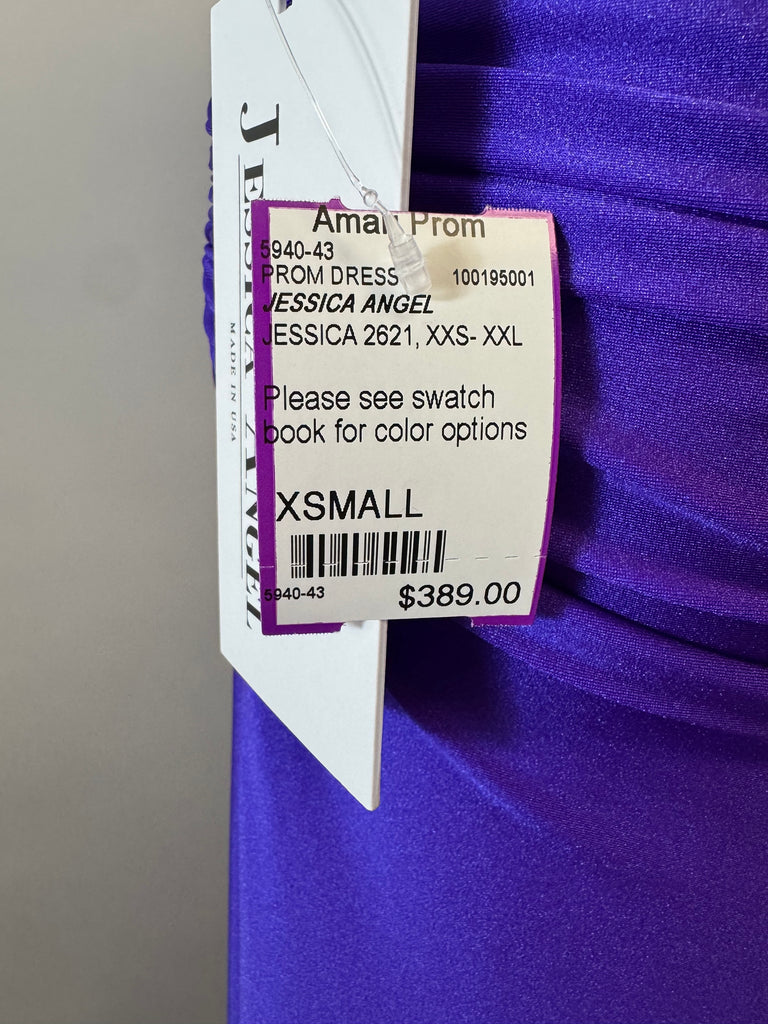 JESSICA ANGEL
MADE IN USA
Prom
5940-43
PROM DRESS 100195001
JESSICA ANGEL
JESSICA 2621, XXS- XXL
Please see swatch
book for color options
XSMALL
5940-43 $389.00